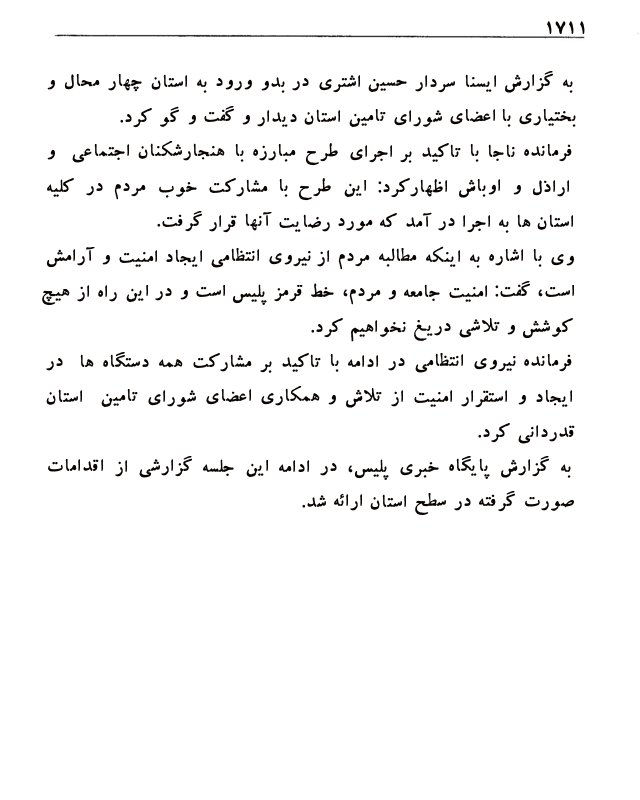 ۱۷۱۱
به گزارش ایسنا سردار حسین اشتری در بدو ورود به استان چهار محال و
بختیاری با اعضای شورای تامین استان دیدار و گفت و گو کرد.
فرمانده ناجا با تاکید بر اجرای طرح مبارزه با هنجارشکنان اجتماعی و
اراذل و اوباش اظهارکرد: این طرح با مشارکت خوب مردم در کلیه
استان ها به اجرا در آمد که مورد رضایت آنها قرار گرفت.
وی با اشاره به اینکه مطالبه مردم از نیروی انتظامی ایجاد امنیت و آرامش
است، گفت: امنیت جامعه و مردم، خط قرمز پلیس است و در این راه از هیچ
کوشش و تلاشی دریغ نخواهیم کرد.
فرمانده نیروی انتظامی در ادامه با تاکید بر مشارکت همه دستگاه ها در
ایجاد و استقرار امنیت از تلاش و همکاری اعضای شورای تامین استان
قدردانی کرد.
به گزارش پایگاه خبری پلیس، در ادامه این جلسه گزارشی از اقدامات
صورت گرفته در سطح استان ارائه شد.